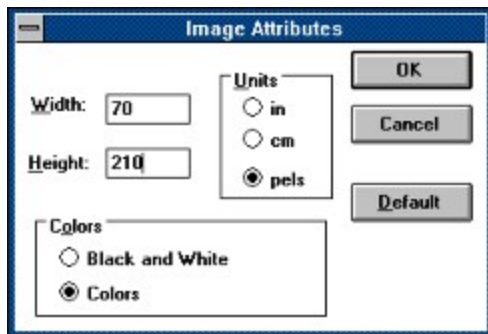 Image Attributes
Width: 70
Height: 210
Units
in
cm
pels
OK
Cancel
Default
Colors
Black and White
Colors